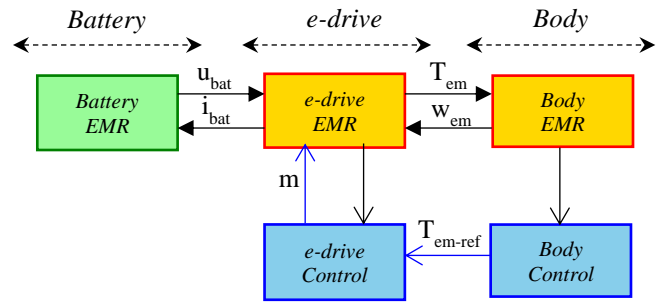 Battery e-drive Body
u_bat T_em
Battery EMR
e-drive EMR
Body EMR
i_bat w_em
m
T_em-ref
e-drive Control
Body Control